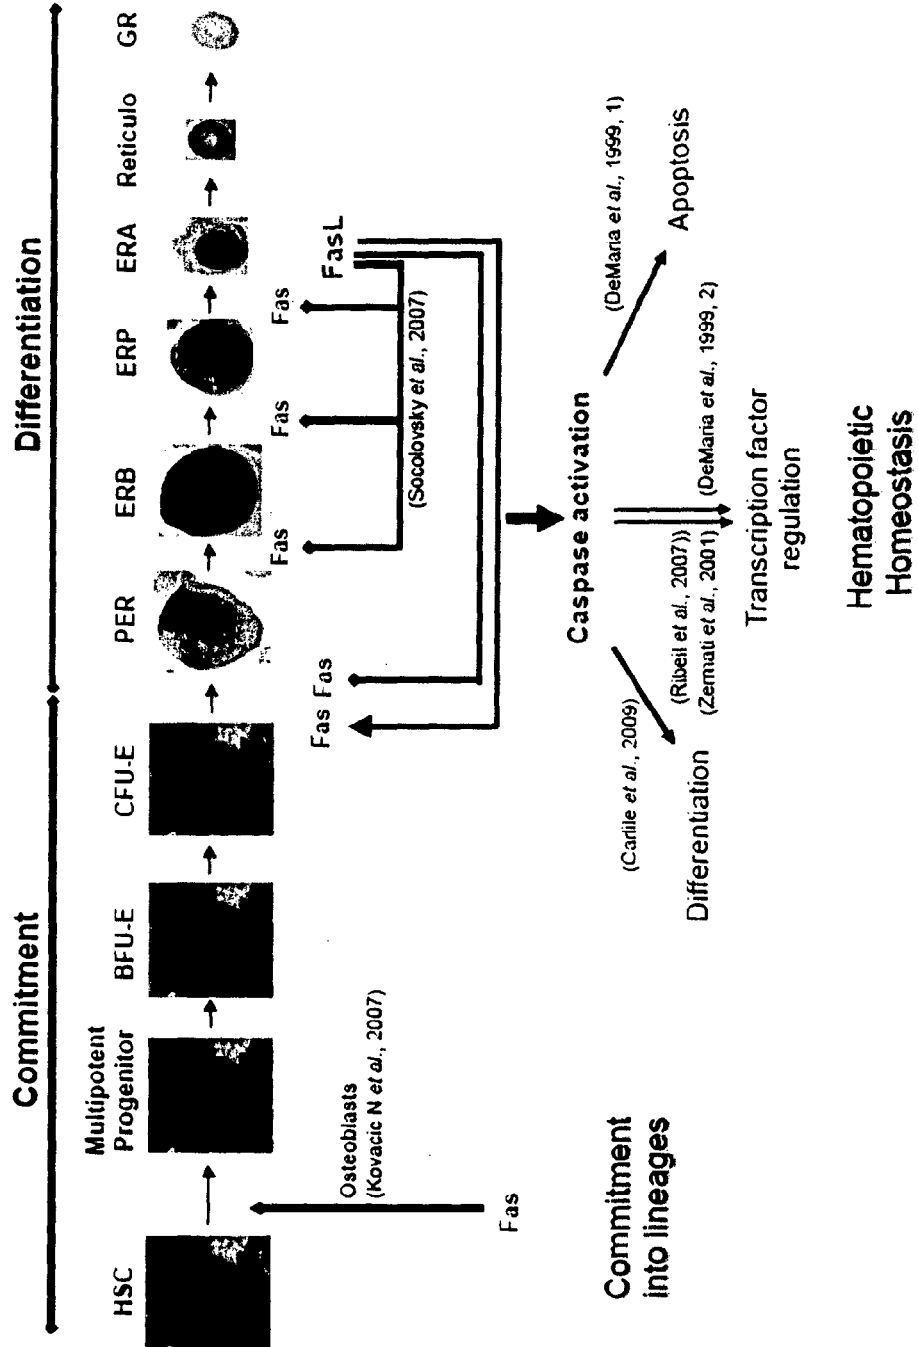 Commitment
Differentiation
HSC
Multipotent
Progenitor
BFU-E
CFU-E
PER
ERB
ERP
ERA
Reticulo
GR
Osteoblasts
(Kovacic N et al., 2007)
Fas
Fas
Fas
Fas
Fas
Fas
FasL
(Socolovsky et al., 2007)
Caspase activation
(Carlile et al., 2009)
(Ribeil et al., 2007))
(Zermati et al., 2001)
(DeMaria et al., 1999, 2)
(DeMaria et al., 1999, 1)
Differentiation
Transcription factor
regulation
Apoptosis
Commitment
into lineages
Hematopoietic
Homeostasis